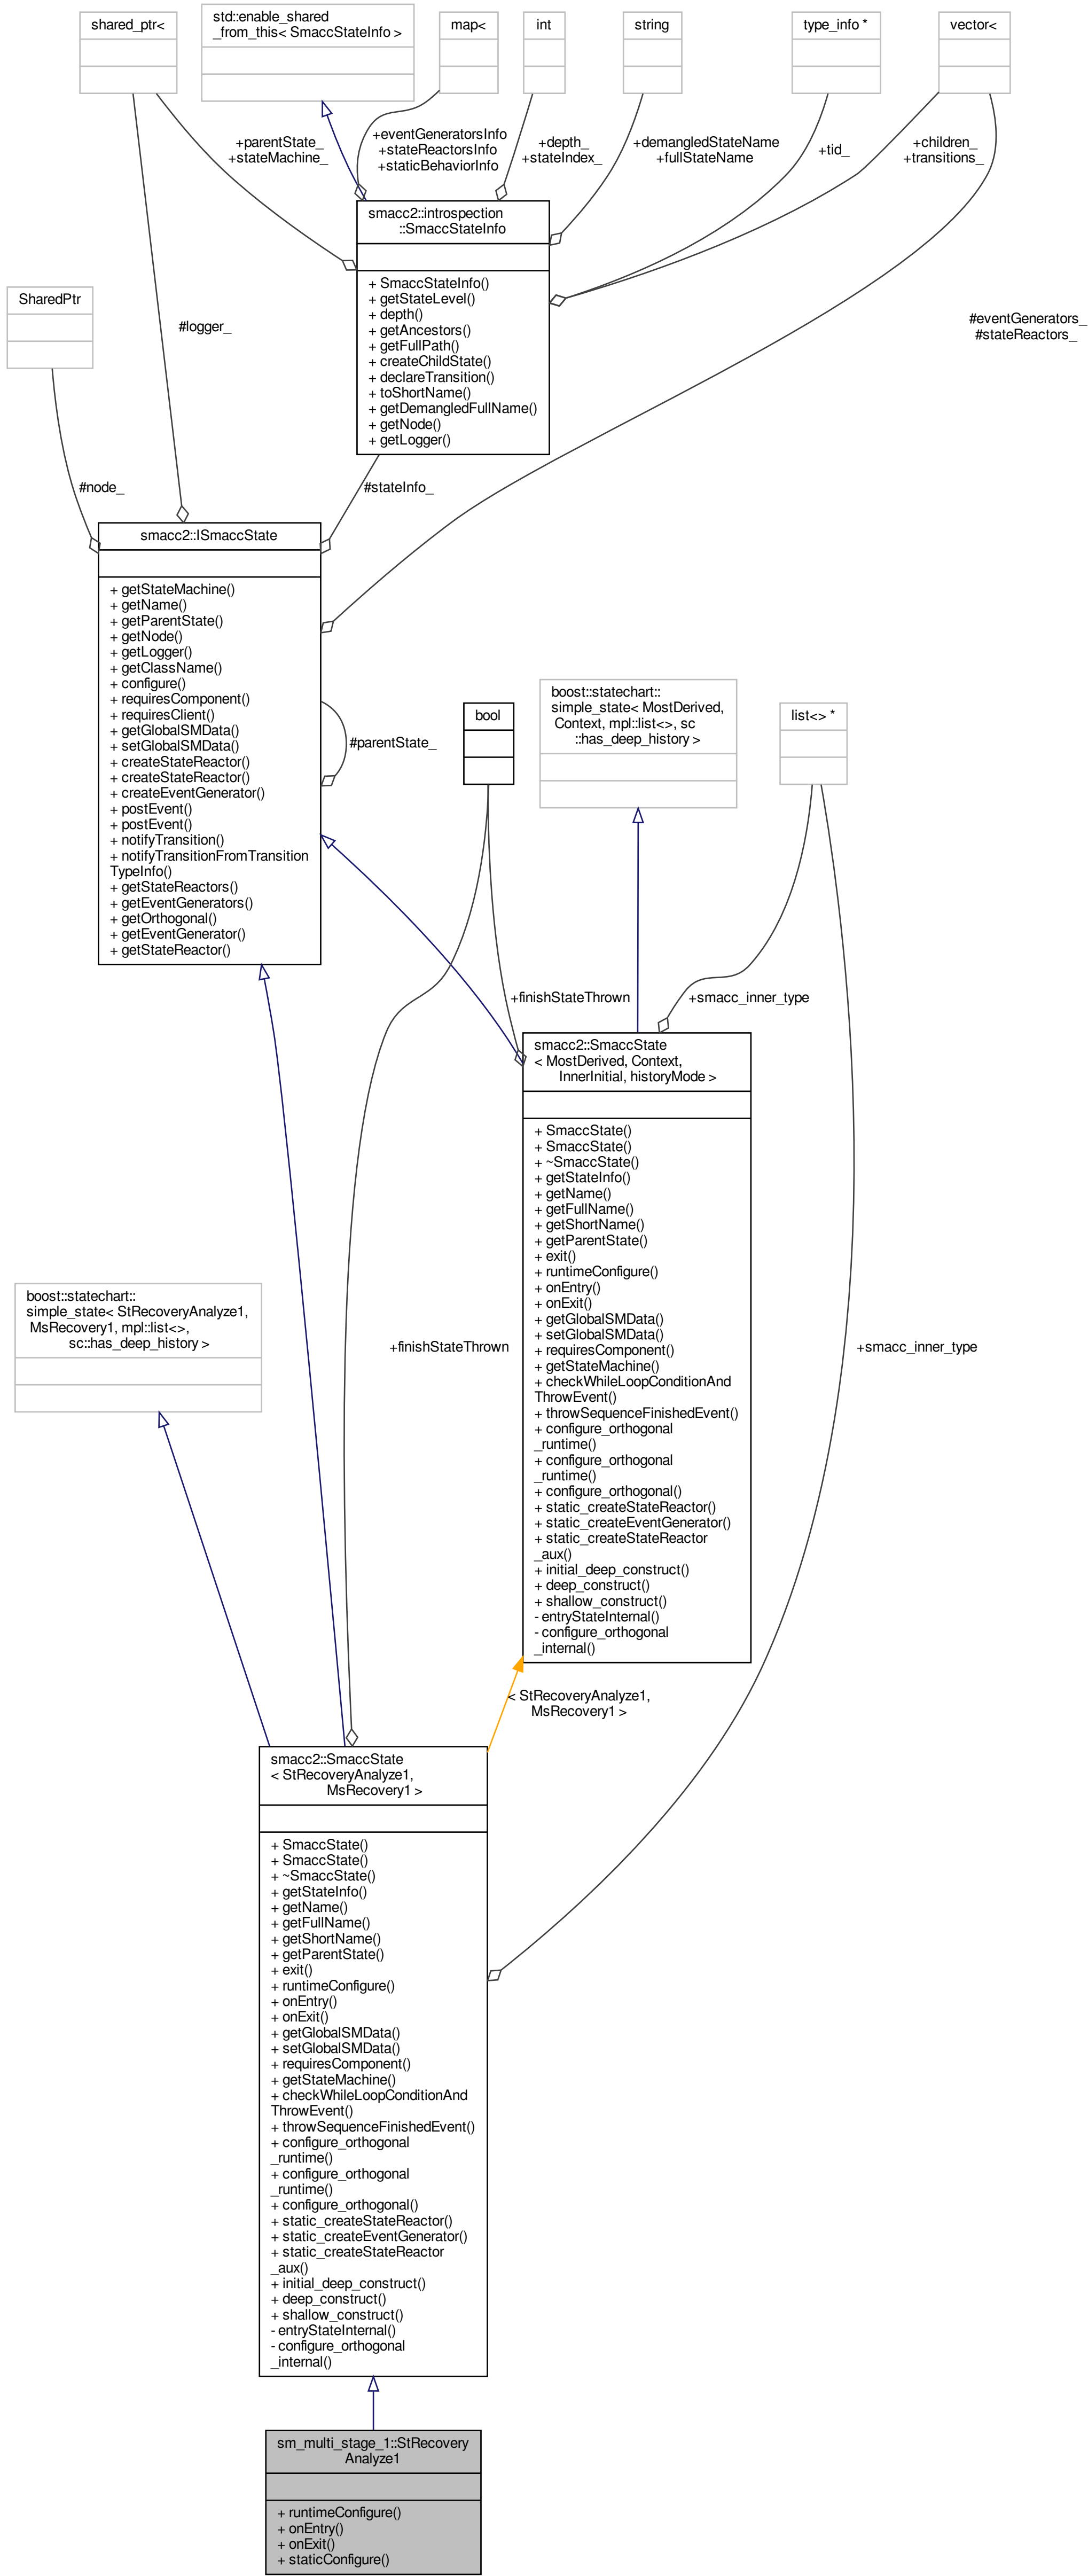 shared_ptr<
std::enable_shared
_from_this< SmaccStateInfo >
map<
int
string
type_info *
vector<
+parentState_
+stateMachine_
+eventGeneratorsInfo
+stateReactorsInfo
+staticBehaviorInfo
+depth_
+stateIndex_
+demangledStateName
+fullStateName
+tid_
+children_
+transitions_
smacc2::introspection
::SmaccStateInfo
+ SmaccStateInfo()
+ getStateLevel()
+ depth()
+ getAncestors()
+ getFullPath()
+ createChildState()
+ declareTransition()
+ toShortName()
+ getDemangledFullName()
+ getNode()
+ getLogger()
SharedPtr
#logger_
#eventGenerators_
#stateReactors_
#node_
#stateInfo_
smacc2::ISmaccState
+ getStateMachine()
+ getName()
+ getParentState()
+ getNode()
+ getLogger()
+ getClassName()
+ configure()
+ requiresComponent()
+ requiresClient()
+ getGlobalSMData()
+ setGlobalSMData()
+ createStateReactor()
+ createStateReactor()
+ createEventGenerator()
+ postEvent()
+ postEvent()
+ notifyTransition()
+ notifyTransitionFromTransition
TypeInfo()
+ getStateReactors()
+ getEventGenerators()
+ getOrthogonal()
+ getEventGenerator()
+ getStateReactor()
#parentState_
bool
boost::statechart::
simple_state< MostDerived,
Context, mpl::list<>, sc
::has_deep_history >
list<> *
+finishStateThrown
+smacc_inner_type
smacc2::SmaccState
< MostDerived, Context,
InnerInitial, historyMode >
+ SmaccState()
+ SmaccState()
+ ~SmaccState()
+ getStateInfo()
+ getName()
+ getFullName()
+ getShortName()
+ getParentState()
+ exit()
+ runtimeConfigure()
+ onEntry()
+ onExit()
+ getGlobalSMData()
+ setGlobalSMData()
+ requiresComponent()
+ getStateMachine()
+ checkWhileLoopConditionAnd
ThrowEvent()
+ throwSequenceFinishedEvent()
+ configure_orthogonal
_runtime()
+ configure_orthogonal
_runtime()
+ configure_orthogonal()
+ static_createStateReactor()
+ static_createEventGenerator()
+ static_createStateReactor
_aux()
+ initial_deep_construct()
+ deep_construct()
+ shallow_construct()
- entryStateInternal()
- configure_orthogonal
_internal()
boost::statechart::
simple_state< StRecoveryAnalyze1,
MsRecovery1, mpl::list<>,
sc::has_deep_history >
+finishStateThrown
+smacc_inner_type
< StRecoveryAnalyze1,
MsRecovery1 >
smacc2::SmaccState
< StRecoveryAnalyze1,
MsRecovery1 >
+ SmaccState()
+ SmaccState()
+ ~SmaccState()
+ getStateInfo()
+ getName()
+ getFullName()
+ getShortName()
+ getParentState()
+ exit()
+ runtimeConfigure()
+ onEntry()
+ onExit()
+ getGlobalSMData()
+ setGlobalSMData()
+ requiresComponent()
+ getStateMachine()
+ checkWhileLoopConditionAnd
ThrowEvent()
+ throwSequenceFinishedEvent()
+ configure_orthogonal
_runtime()
+ configure_orthogonal
_runtime()
+ configure_orthogonal()
+ static_createStateReactor()
+ static_createEventGenerator()
+ static_createStateReactor
_aux()
+ initial_deep_construct()
+ deep_construct()
+ shallow_construct()
- entryStateInternal()
- configure_orthogonal
_internal()
sm_multi_stage_1::StRecovery
Analyze1
+ runtimeConfigure()
+ onEntry()
+ onExit()
+ staticConfigure()